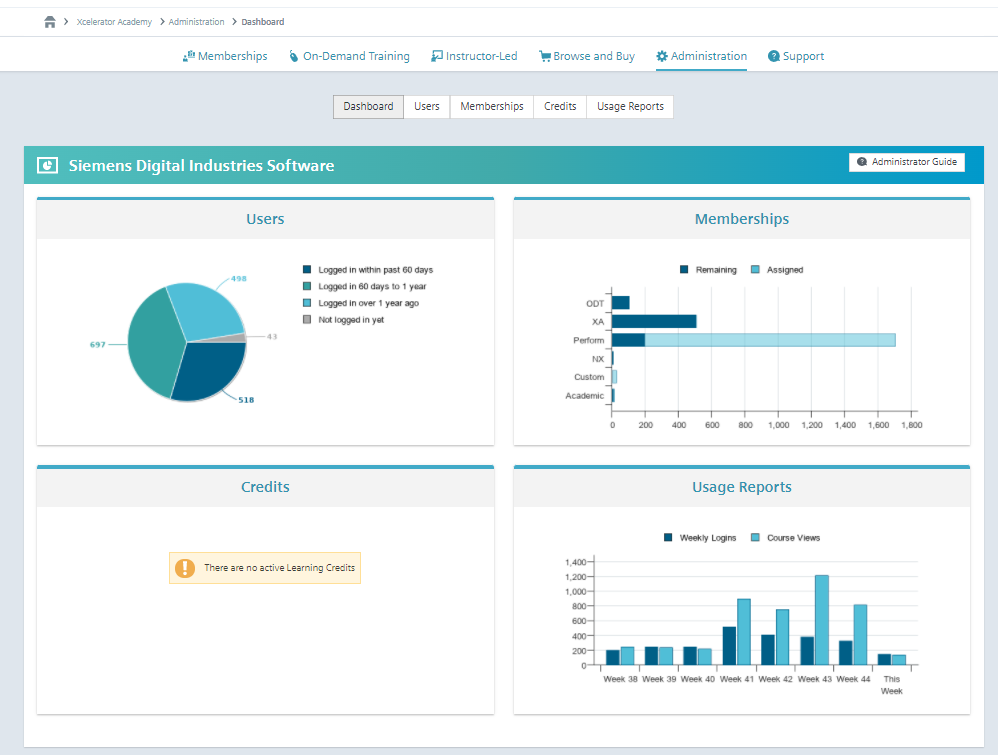 Xcelerator Academy Administration Dashboard
Memberships On-Demand Training Instructor-Led Browse and Buy Administration Support
Dashboard Users Memberships Credits Usage Reports
Siemens Digital Industries Software
Administrator Guide
Users
498
697
43
518
Logged in within past 60 days
Logged in 60 days to 1 year
Logged in over 1 year ago
Not logged in yet
Memberships
Remaining Assigned
ODT
XA
Perform
NX
Custom
Academic
0 200 400 600 800 1,000 1,200 1,400 1,600 1,800
Credits
There are no active Learning Credits
Usage Reports
Weekly Logins Course Views
1,400
1,200
1,000
800
600
400
200
0
Week 38 Week 39 Week 40 Week 41 Week 42 Week 43 Week 44 This
Week